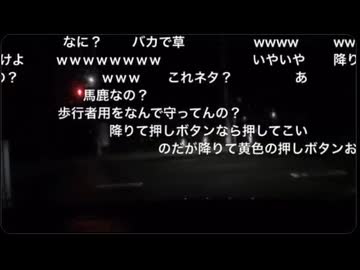 なに？ バカで草 wwww ww
けよ wwwwwwww いやいや 降り
の？ www これネタ？ あ
馬鹿なの？
歩行者用をなんで守ってんの？
降りて押しボタンなら押してこい
のだが降りて黄色の押しボタンお